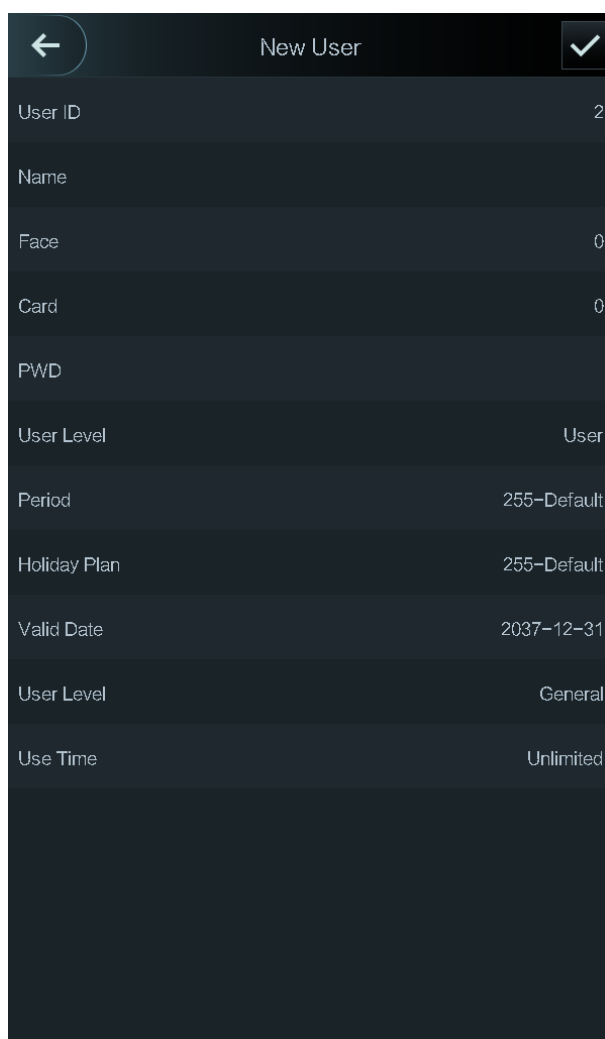 New User
User ID 2
Name
Face 0
Card 0
PWD
User Level User
Period 255-Default
Holiday Plan 255-Default
Valid Date 2037-12-31
User Level General
Use Time Unlimited